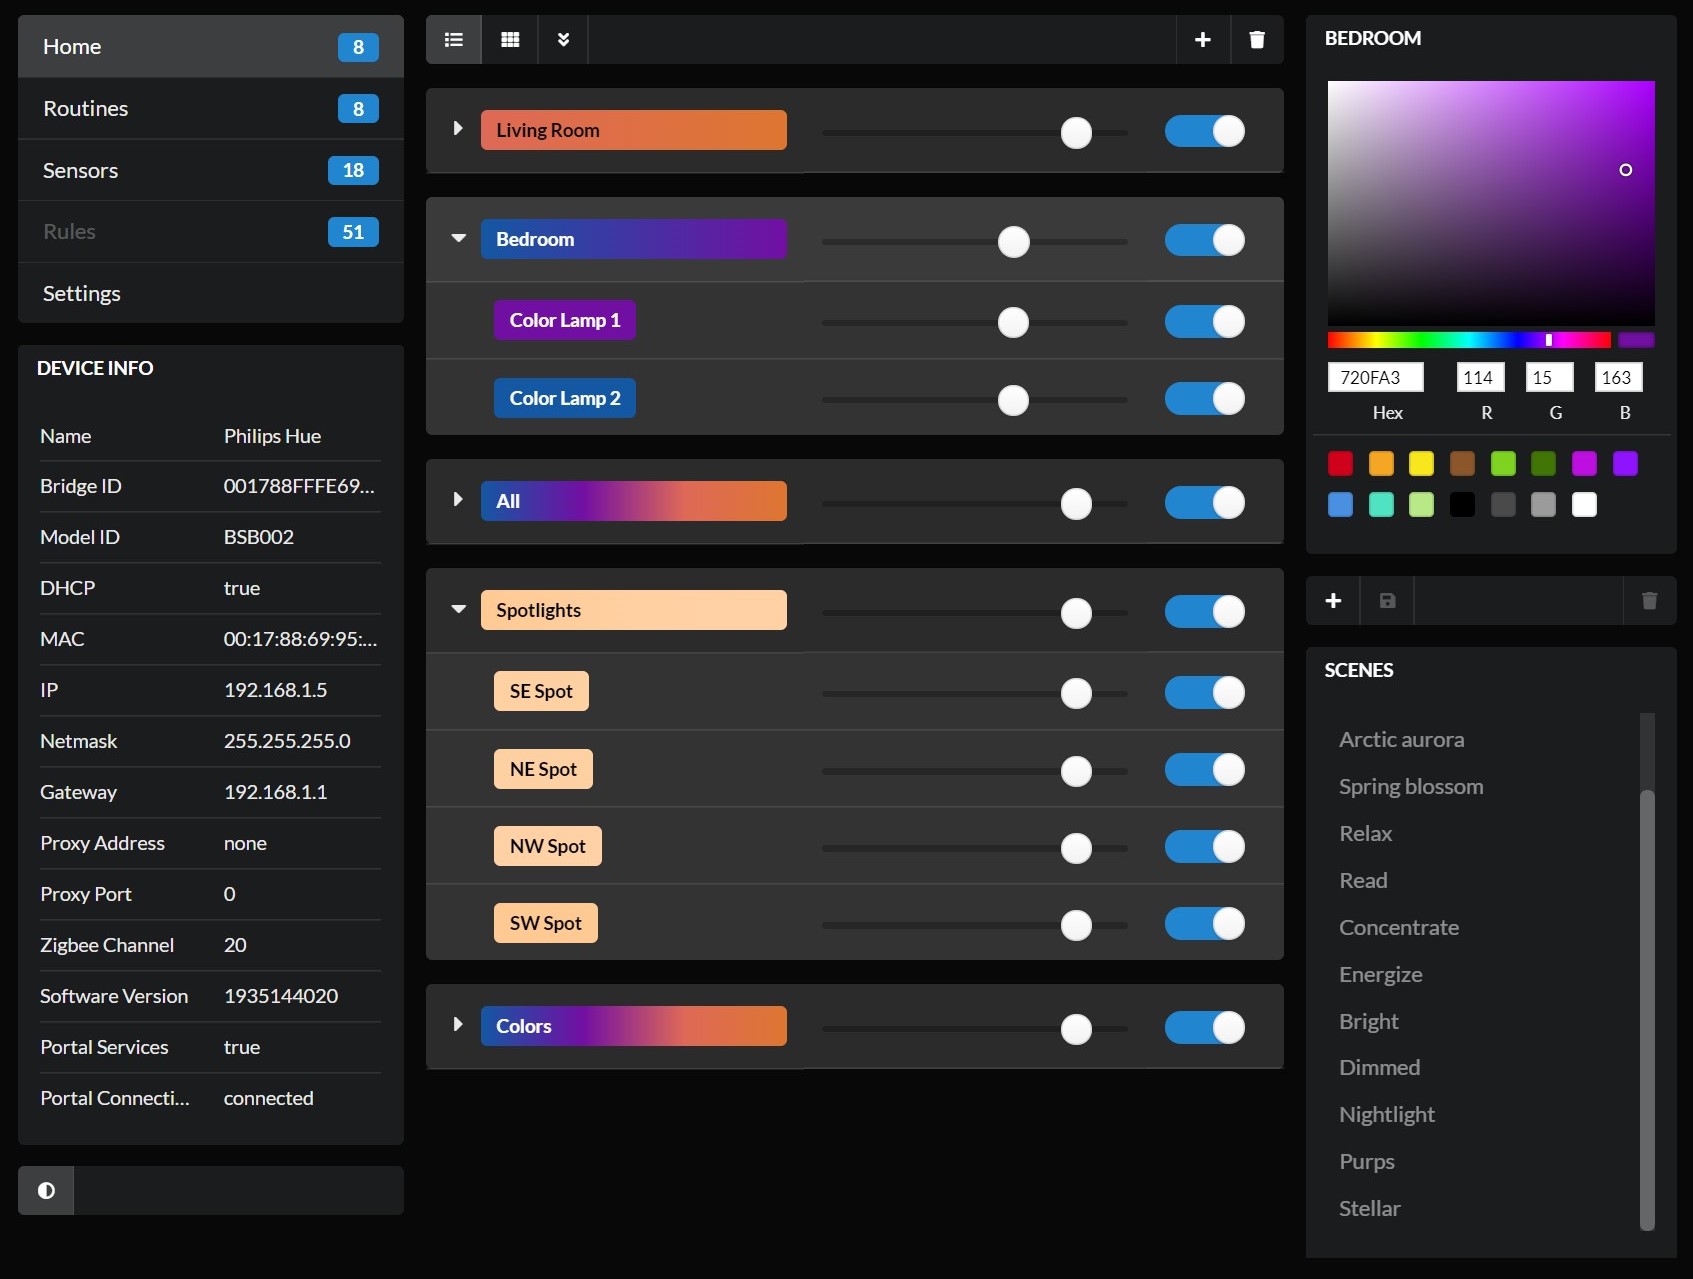 Home 8
Routines 8
Sensors 18
Rules 51
Settings
DEVICE INFO
Name Philips Hue
Bridge ID 001788FFFE69...
Model ID BSB002
DHCP true
MAC 00:17:88:69:95:...
IP 192.168.1.5
Netmask 255.255.255.0
Gateway 192.168.1.1
Proxy Address none
Proxy Port 0
Zigbee Channel 20
Software Version 1935144020
Portal Services true
Portal Connecti... connected
Living Room
Bedroom
Color Lamp 1
Color Lamp 2
All
Spotlights
SE Spot
NE Spot
NW Spot
SW Spot
Colors
BEDROOM
720FA3 114 15 163
Hex R G B
SCENES
Arctic aurora
Spring blossom
Relax
Read
Concentrate
Energize
Bright
Dimmed
Nightlight
Purps
Stellar